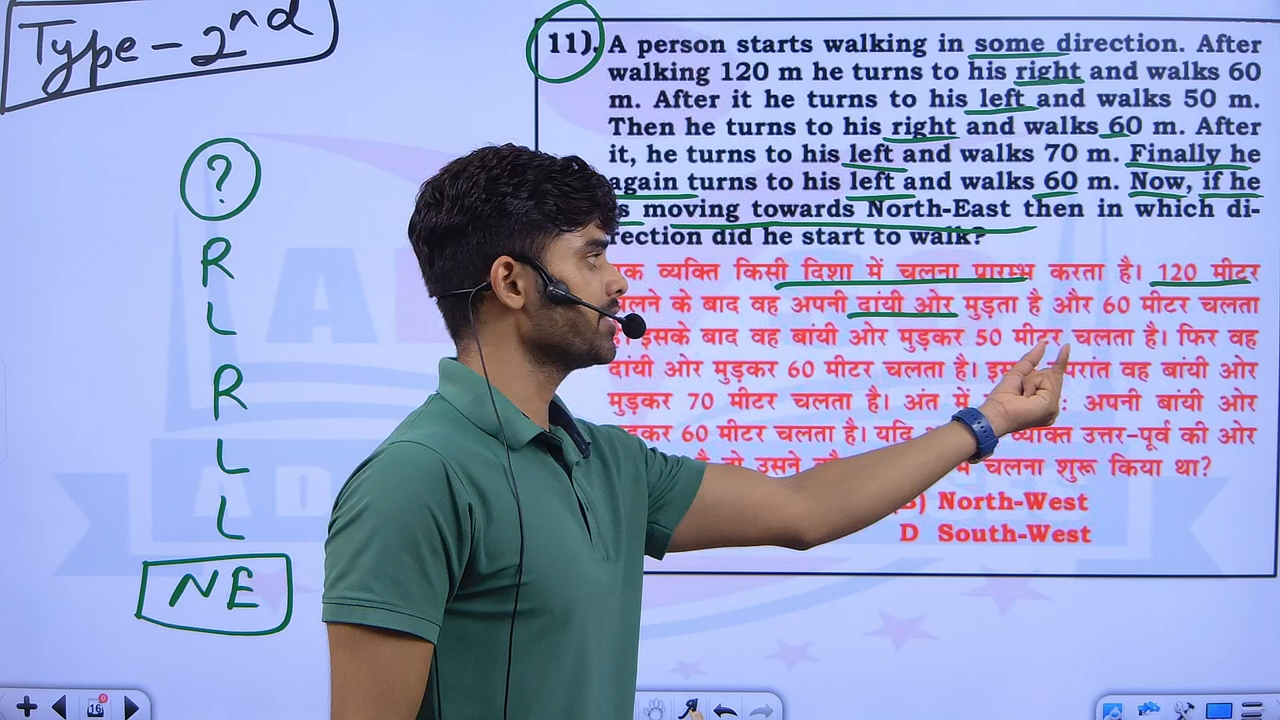 Type - 2nd
?
R
L
R
L
L
NE
11). A person starts walking in some direction. After
walking 120 m he turns to his right and walks 60
m. After it he turns to his left and walks 50 m.
Then he turns to his right and walks 60 m. After
it, he turns to his left and walks 70 m. Finally he
again turns to his left and walks 60 m. Now, if he
moving towards North-East then in which di-
rection did he start to walk?
व्यक्ति किसी दिशा में चलना प्रारम्भ करता है। 120 मीटर
के बाद वह अपनी दांयी ओर मुड़ता है और 60 मीटर चलता
इसके बाद वह बांयी ओर मुड़कर 50 मीटर चलता है। फिर वह
दांयी ओर मुड़कर 60 मीटर चलता है। वह बांयी ओर
मुड़कर 70 मीटर चलता है। अंत में अपनी बांयी ओर
60 मीटर चलता है। यदि उत्तर-पूर्व की ओर
उसने में चलना शुरू किया था?
North-West
D South-West
16